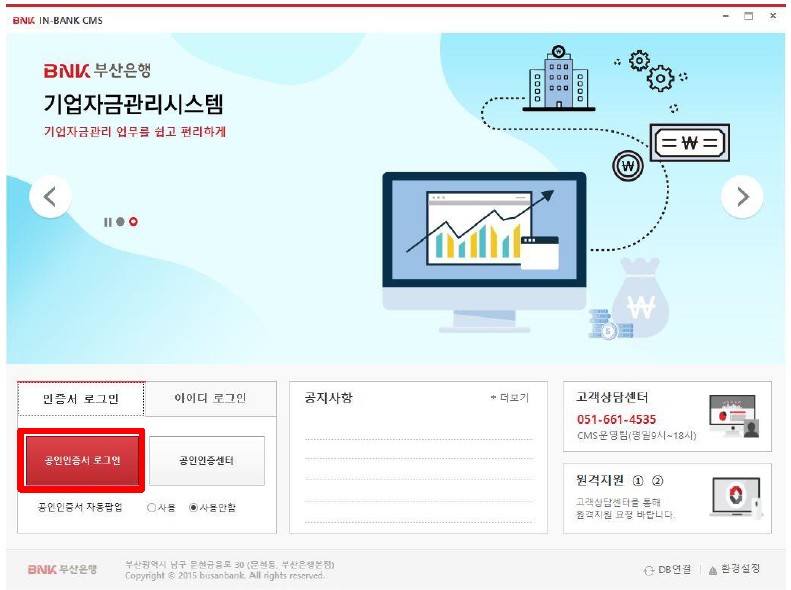 BNK IN-BANK CMS
BNK 부산은행
기업자금관리시스템
기업자금관리 업무를 쉽고 편리하게
인증서 로그인
아이디 로그인
공인인증서 로그인
공인인증센터
공인인증서 자동팝업 사용 사용안함
공지사항
+ 더보기
고객상담센터
051-661-4535
CMS운영팀(평일9시~18시)
원격지원 ① ②
고객상담센터를 통해
원격지원 요청 바랍니다.
BNK 부산은행
부산광역시 남구 문현금융로 30 (문현동, 부산은행본점)
Copyright © 2015 busanbank. All rights reserved.
DB연결
환경설정